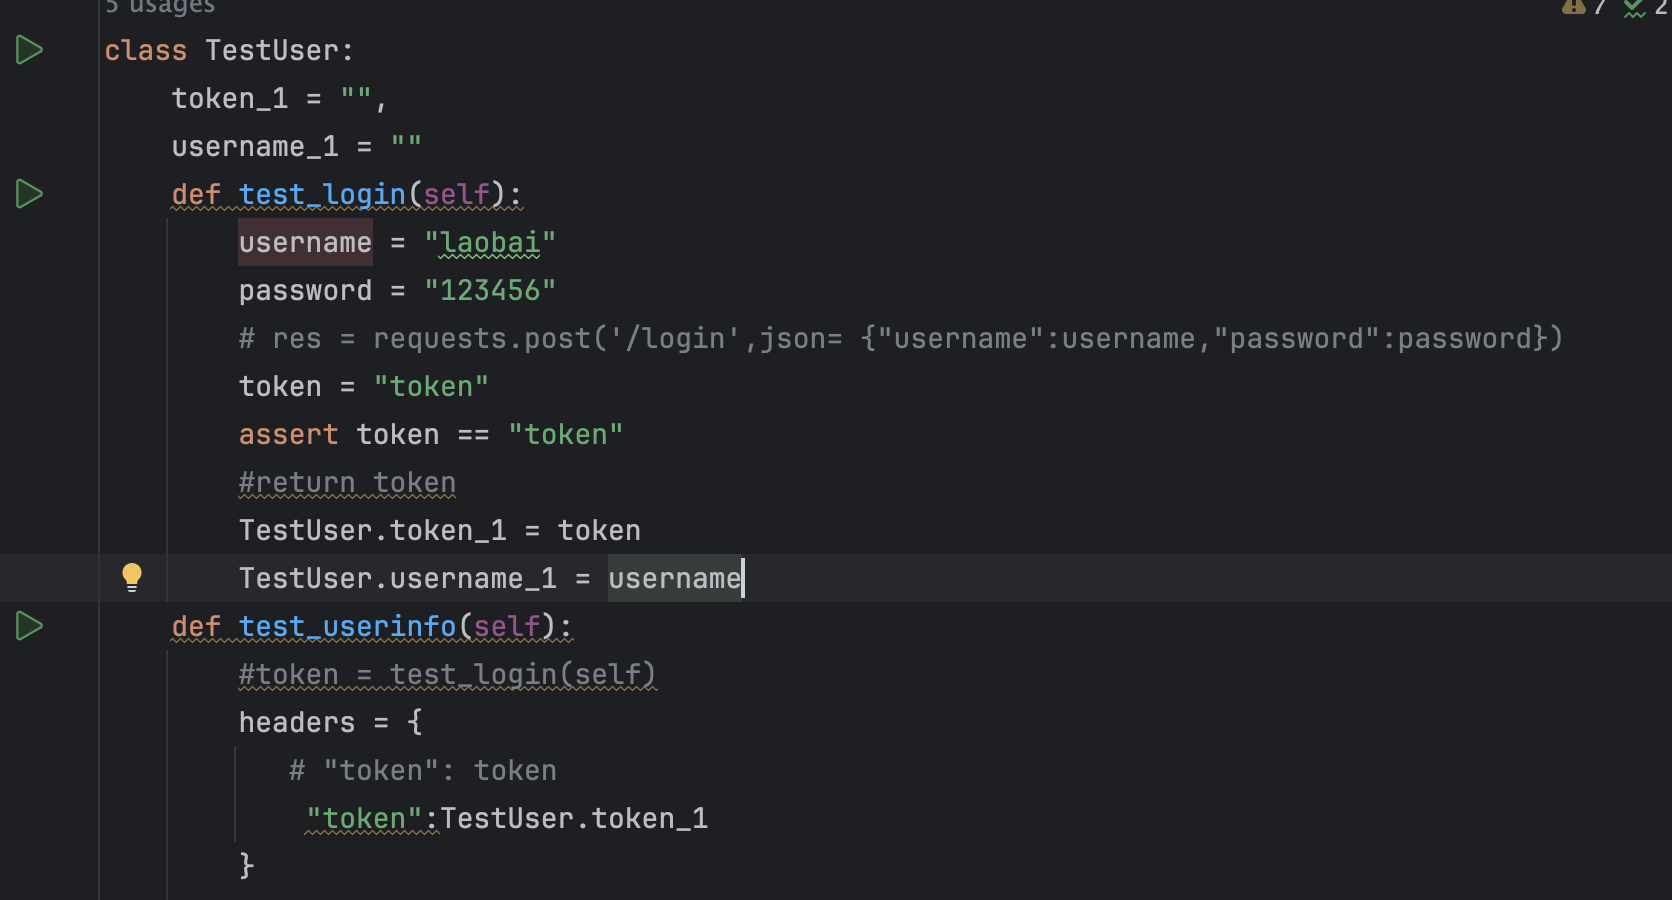 5 usages
7 2
class TestUser:
    token_1 = "",
    username_1 = ""
    def test_login(self):
        username = "laobai"
        password = "123456"
        # res = requests.post('/login',json= {"username":username,"password":password})
        token = "token"
        assert token == "token"
        #return token
        TestUser.token_1 = token
        TestUser.username_1 = username
    def test_userinfo(self):
        #token = test_login(self)
        headers = {
           # "token": token
            "token":TestUser.token_1
        }